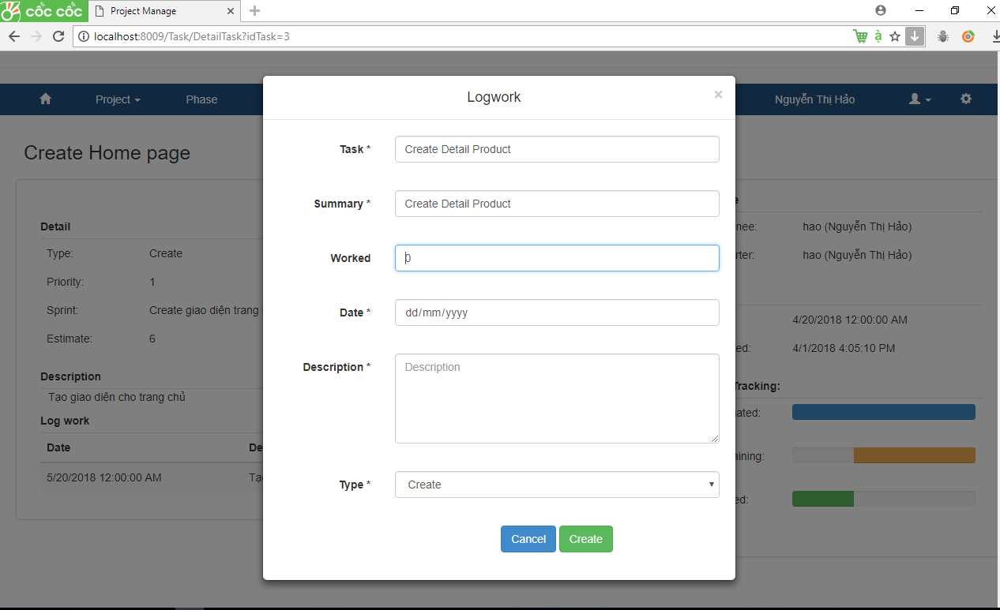 cốc cốc
Project Manage
localhost:8009/Task/DetailTask?idTask=3
à
Project
Phase
Nguyễn Thị Hảo
Create Home page
Logwork
×
Task *
Create Detail Product
Summary *
Create Detail Product
Worked
0
Date *
dd/mm/yyyy
Description *
Description
Type *
Create
Cancel
Create
Detail
Type:
Create
Priority:
1
Sprint:
Create giao diện trang
Estimate:
6
Description
Tạo giao diện cho trang chủ
Log work
Date
De
5/20/2018 12:00:00 AM
Tạ
e
nee:
hao (Nguyễn Thị Hảo)
rter:
hao (Nguyễn Thị Hảo)
4/20/2018 12:00:00 AM
ed:
4/1/2018 4:05:10 PM
Tracking:
ated:
aining:
ed: